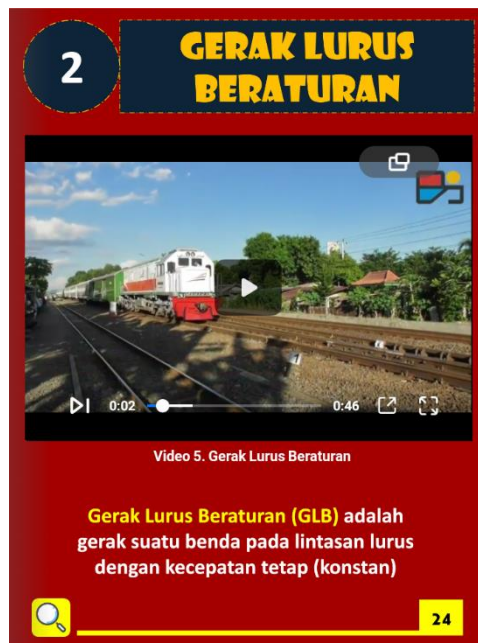 2
GERAK LURUS
BERATURAN
0:02
0:46
Video 5. Gerak Lurus Beraturan
Gerak Lurus Beraturan (GLB) adalah
gerak suatu benda pada lintasan lurus
dengan kecepatan tetap (konstan)
24